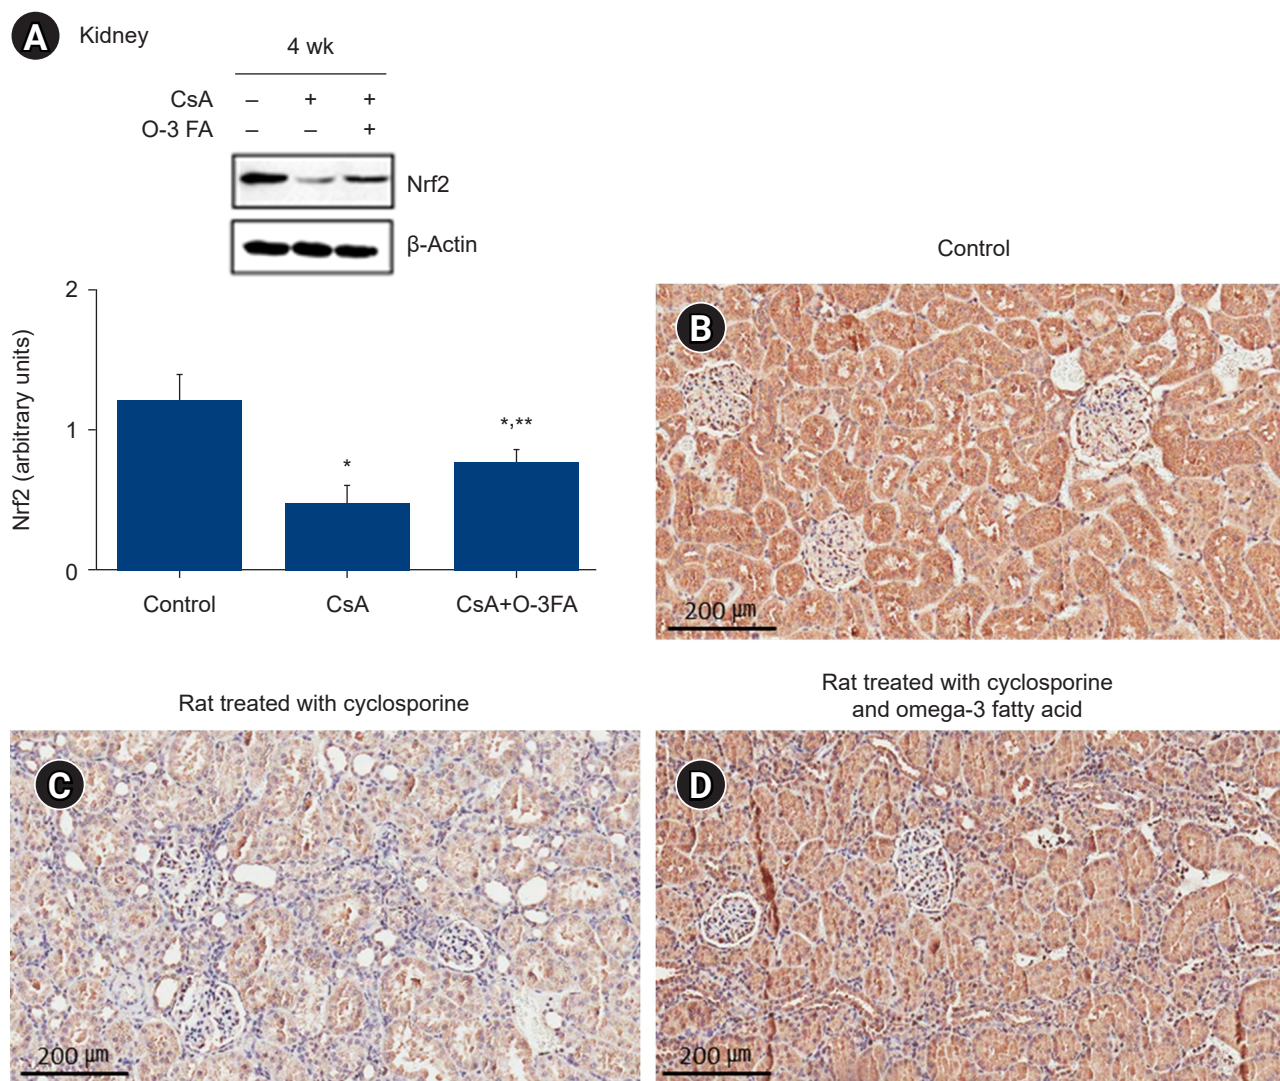 A Kidney
4 wk
CsA – + +
O-3 FA – – +
Nrf2
β-Actin
2
1
0
Nrf2 (arbitrary units)
*
*,**
Control
CsA
CsA+O-3FA
Control
B
200 µm
Rat treated with cyclosporine
C
200 µm
Rat treated with cyclosporine
and omega-3 fatty acid
D
200 µm